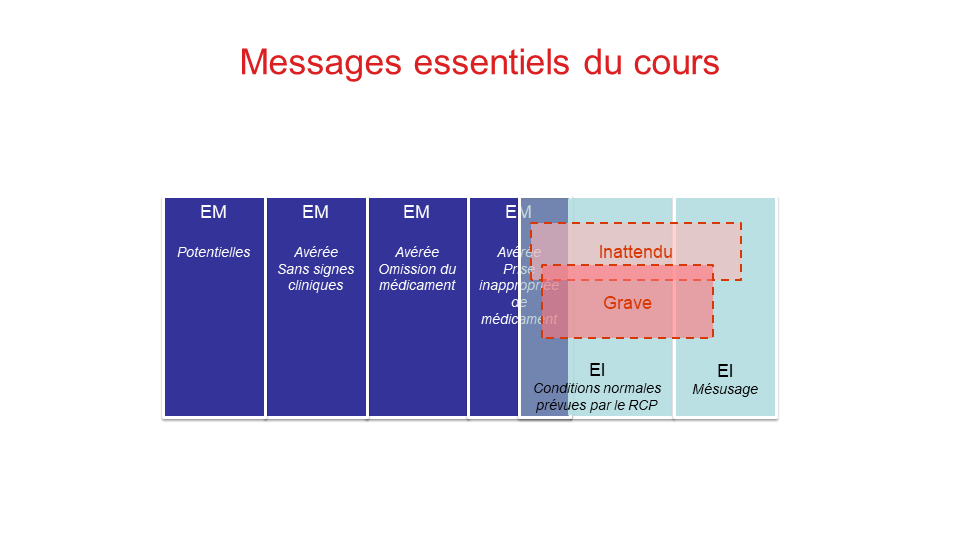 Messages essentiels du cours
EM
Potentielles
EM
Avérée
Sans signes
cliniques
EM
Avérée
Omission du
médicament
EM
Avérée
Prise
inappropriée
de
médicament
Inattendu
Grave
EI
Conditions normales
prévues par le RCP
EI
Mésusage